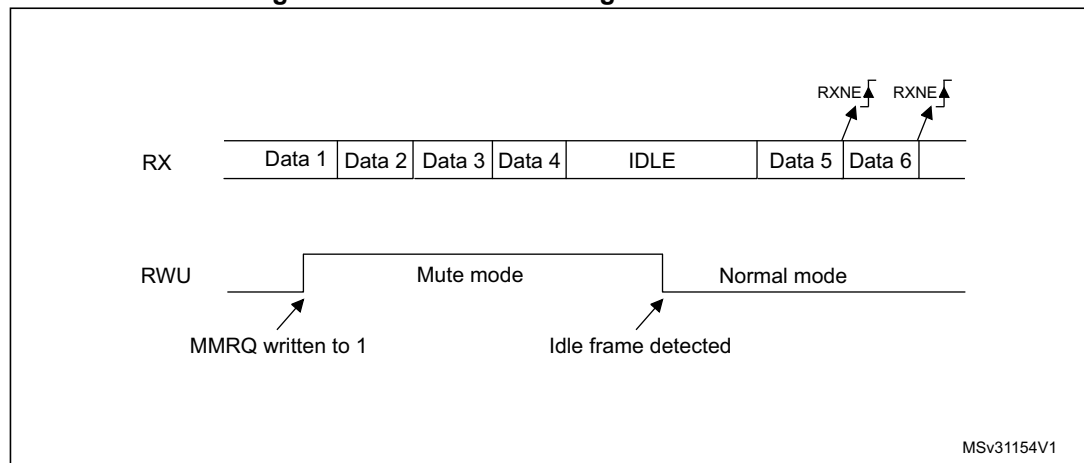 RXNE RXNE
RX Data 1 Data 2 Data 3 Data 4 IDLE Data 5 Data 6
RWU Mute mode Normal mode
MMRQ written to 1 Idle frame detected
MSv31154V1